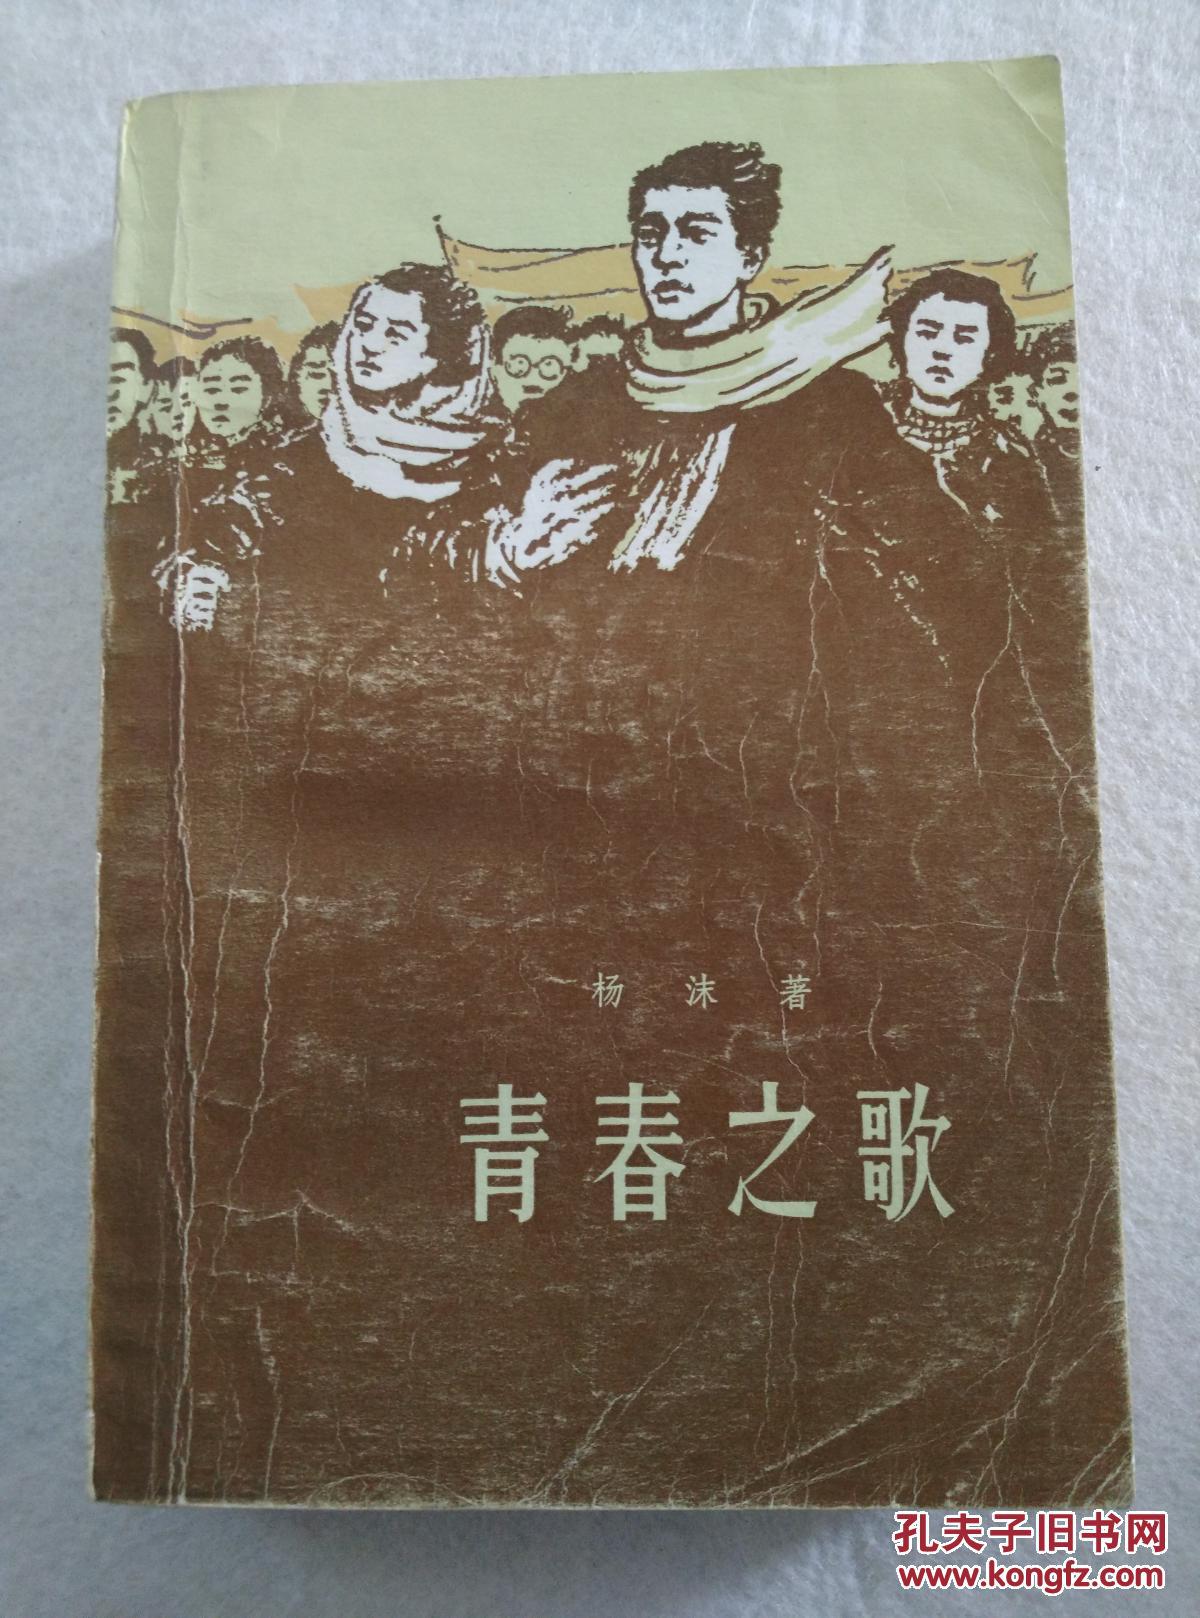 杨 沫 著
青春之歌
孔夫子旧书网
www.kongfz.com